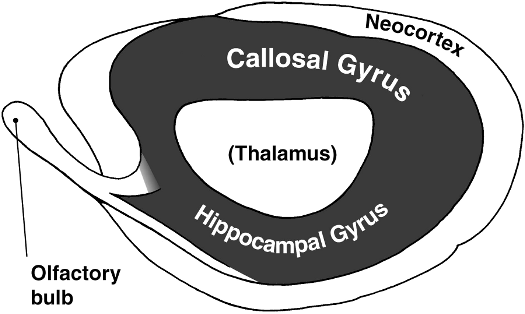 Neocortex
Callosal Gyrus
(Thalamus)
Hippocampal Gyrus
Olfactory
bulb